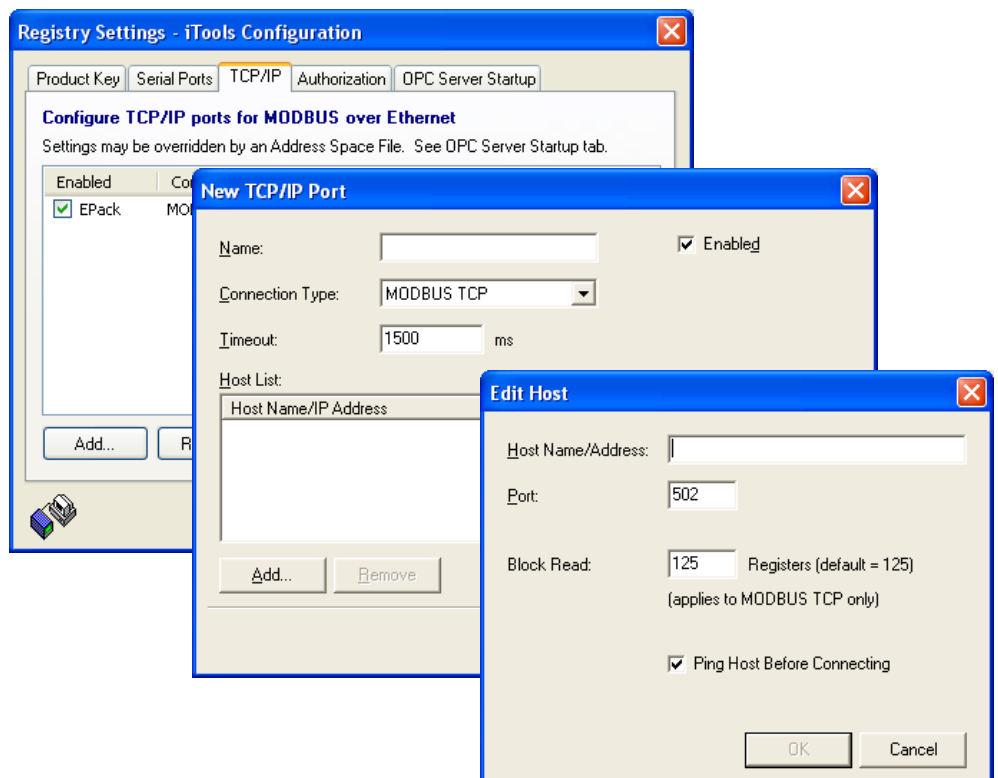 Registry Settings - iTools Configuration
Product Key Serial Ports TCP/IP Authorization OPC Server Startup
Configure TCP/IP ports for MODBUS over Ethernet
Settings may be overridden by an Address Space File. See OPC Server Startup tab.
Enabled
EPack
Add...
New TCP/IP Port
Name:
Enabled
Connection Type: MODBUS TCP
Timeout: 1500 ms
Host List:
Host Name/IP Address
Add... Remove
Edit Host
Host Name/Address:
Port: 502
Block Read: 125 Registers (default = 125)
(applies to MODBUS TCP only)
Ping Host Before Connecting
OK Cancel